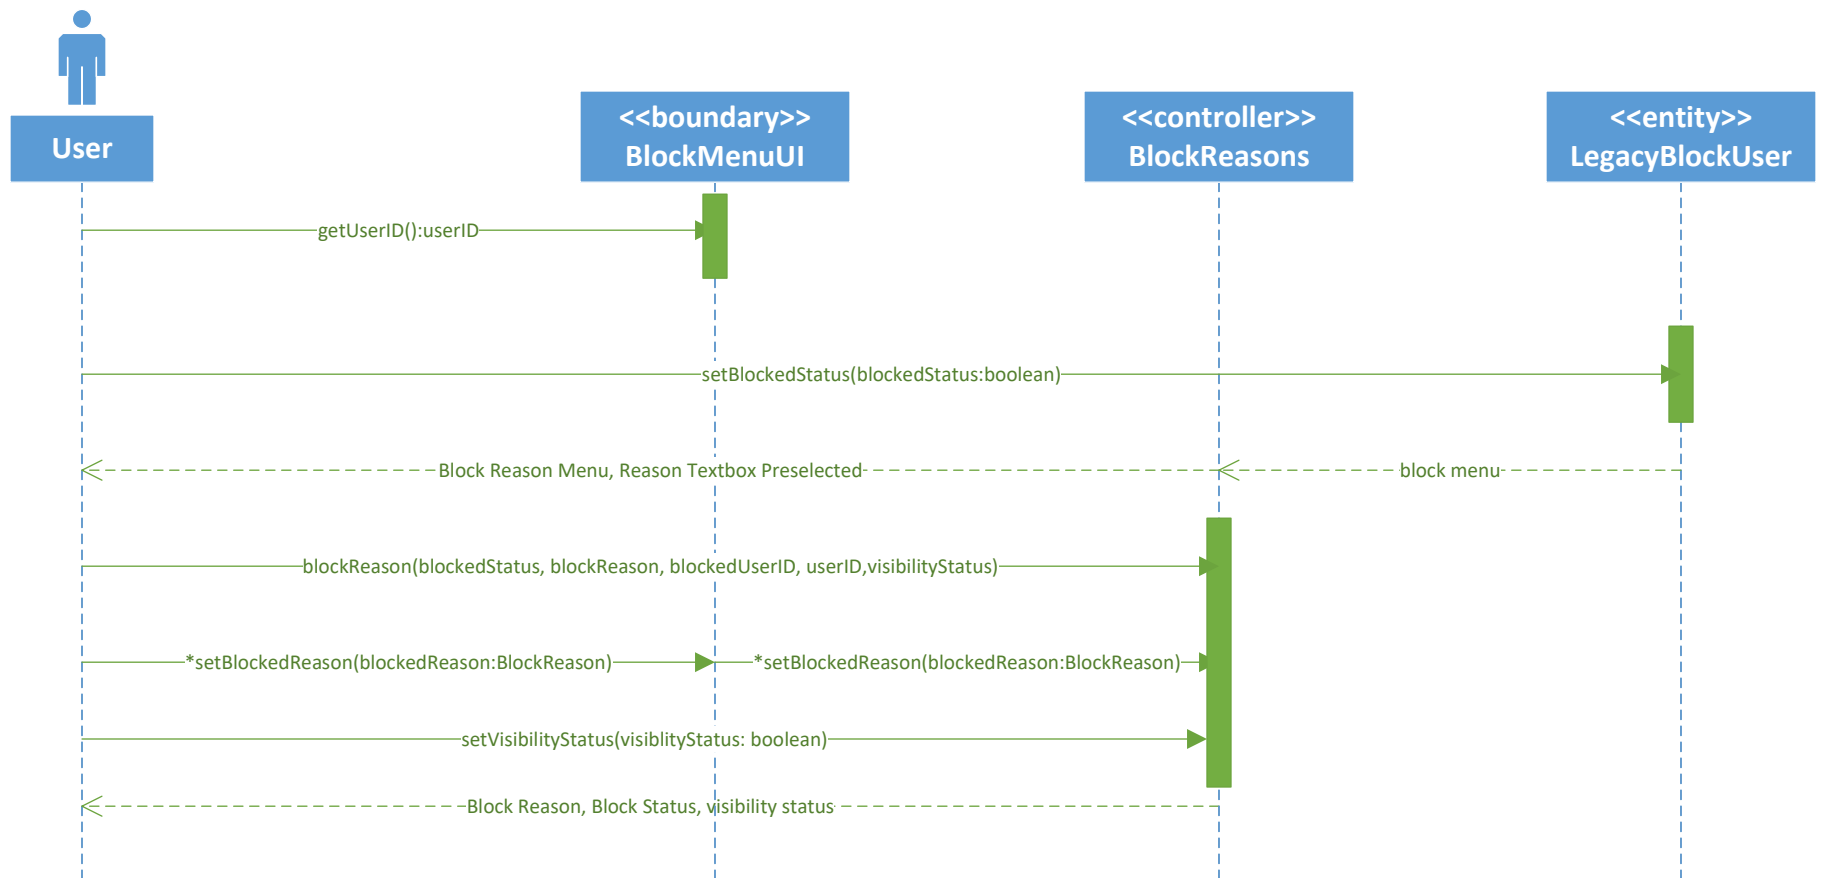 User
<<boundary>>
BlockMenuUI
<<controller>>
BlockReasons
<<entity>>
LegacyBlockUser
getUserID():userID
setBlockedStatus(blockedStatus:boolean)
Block Reason Menu, Reason Textbox Preselected
block menu
blockReason(blockedStatus, blockReason, blockedUserID, userID,visibilityStatus)
*setBlockedReason(blockedReason:BlockReason)
*setBlockedReason(blockedReason:BlockReason)
setVisibilityStatus(visiblityStatus: boolean)
Block Reason, Block Status, visibility status